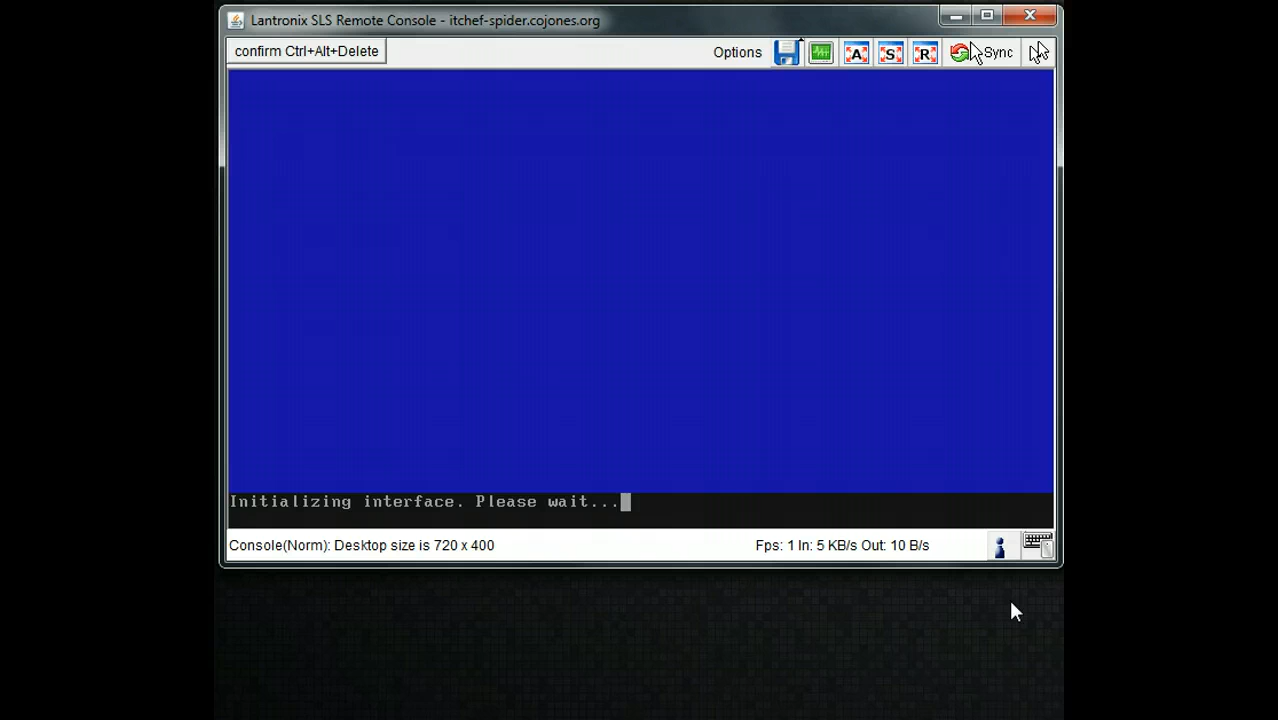 Lantronix SLS Remote Console - itchef-spider.cojones.org
confirm Ctrl+Alt+Delete
Options
A
S
R
Sync
Initializing interface. Please wait...
Console(Norm): Desktop size is 720 x 400
Fps: 1 In: 5 KB/s Out: 10 B/s